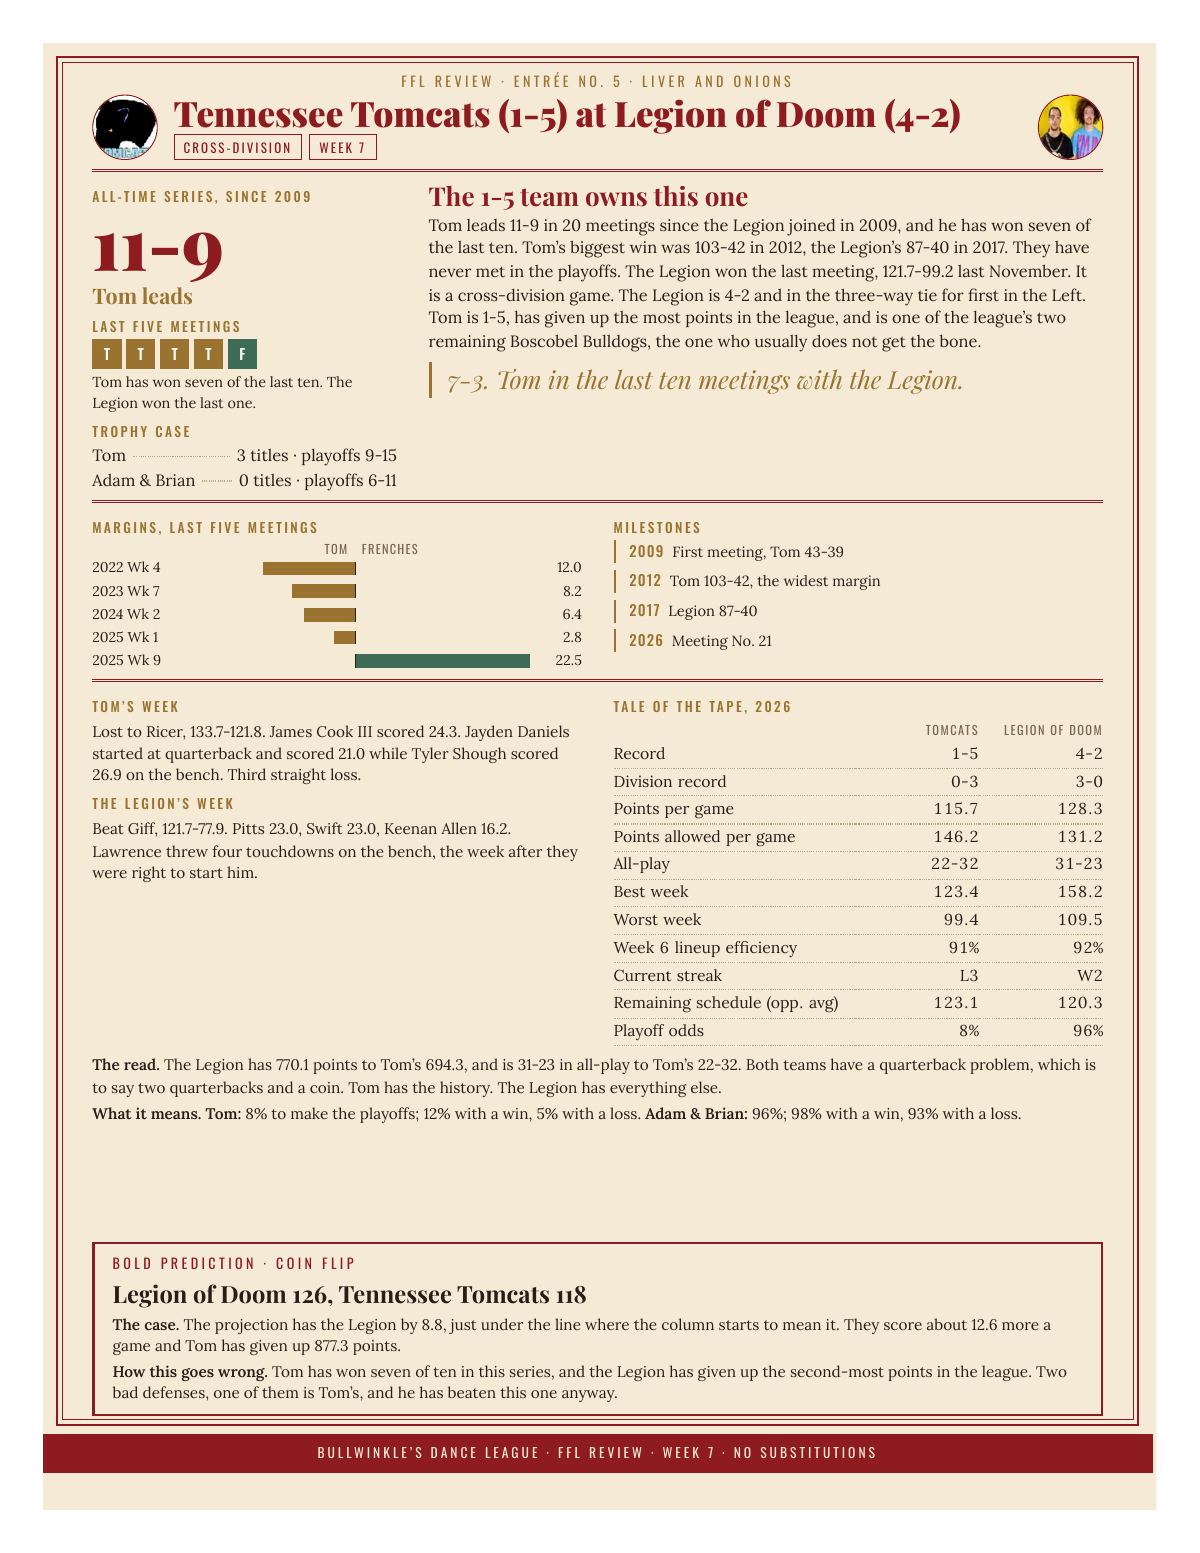 FFL REVIEW · ENTRÉE NO. 5 · LIVER AND ONIONS
Tennessee Tomcats (1-5) at Legion of Doom (4-2)
CROSS-DIVISION
WEEK 7
ALL-TIME SERIES, SINCE 2009
11-9
Tom leads
LAST FIVE MEETINGS
T T T T F
Tom has won seven of the last ten. The
Legion won the last one.
TROPHY CASE
Tom 3 titles · playoffs 9-15
Adam & Brian 0 titles · playoffs 6-11
The 1-5 team owns this one
Tom leads 11-9 in 20 meetings since the Legion joined in 2009, and he has won seven of
the last ten. Tom’s biggest win was 103-42 in 2012, the Legion’s 87-40 in 2017. They have
never met in the playoffs. The Legion won the last meeting, 121.7-99.2 last November. It
is a cross-division game. The Legion is 4-2 and in the three-way tie for first in the Left.
Tom is 1-5, has given up the most points in the league, and is one of the league’s two
remaining Boscobel Bulldogs, the one who usually does not get the bone.
7-3. Tom in the last ten meetings with the Legion.
MARGINS, LAST FIVE MEETINGS
TOM FRENCHES
2022 Wk 4 12.0
2023 Wk 7 8.2
2024 Wk 2 6.4
2025 Wk 1 2.8
2025 Wk 9 22.5
MILESTONES
2009 First meeting, Tom 43-39
2012 Tom 103-42, the widest margin
2017 Legion 87-40
2026 Meeting No. 21
TOM’S WEEK
Lost to Ricer, 133.7-121.8. James Cook III scored 24.3. Jayden Daniels
started at quarterback and scored 21.0 while Tyler Shough scored
26.9 on the bench. Third straight loss.
THE LEGION’S WEEK
Beat Giff, 121.7-77.9. Pitts 23.0, Swift 23.0, Keenan Allen 16.2.
Lawrence threw four touchdowns on the bench, the week after they
were right to start him.
TALE OF THE TAPE, 2026
TOMCATS LEGION OF DOOM
Record 1-5 4-2
Division record 0-3 3-0
Points per game 115.7 128.3
Points allowed per game 146.2 131.2
All-play 22-32 31-23
Best week 123.4 158.2
Worst week 99.4 109.5
Week 6 lineup efficiency 91% 92%
Current streak L3 W2
Remaining schedule (opp. avg) 123.1 120.3
Playoff odds 8% 96%
The read. The Legion has 770.1 points to Tom’s 694.3, and is 31-23 in all-play to Tom’s 22-32. Both teams have a quarterback problem, which is
to say two quarterbacks and a coin. Tom has the history. The Legion has everything else.
What it means. Tom: 8% to make the playoffs; 12% with a win, 5% with a loss. Adam & Brian: 96%; 98% with a win, 93% with a loss.
BOLD PREDICTION · COIN FLIP
Legion of Doom 126, Tennessee Tomcats 118
The case. The projection has the Legion by 8.8, just under the line where the column starts to mean it. They score about 12.6 more a
game and Tom has given up 877.3 points.
How this goes wrong. Tom has won seven of ten in this series, and the Legion has given up the second-most points in the league. Two
bad defenses, one of them is Tom’s, and he has beaten this one anyway.
BULLWINKLE’S DANCE LEAGUE · FFL REVIEW · WEEK 7 · NO SUBSTITUTIONS